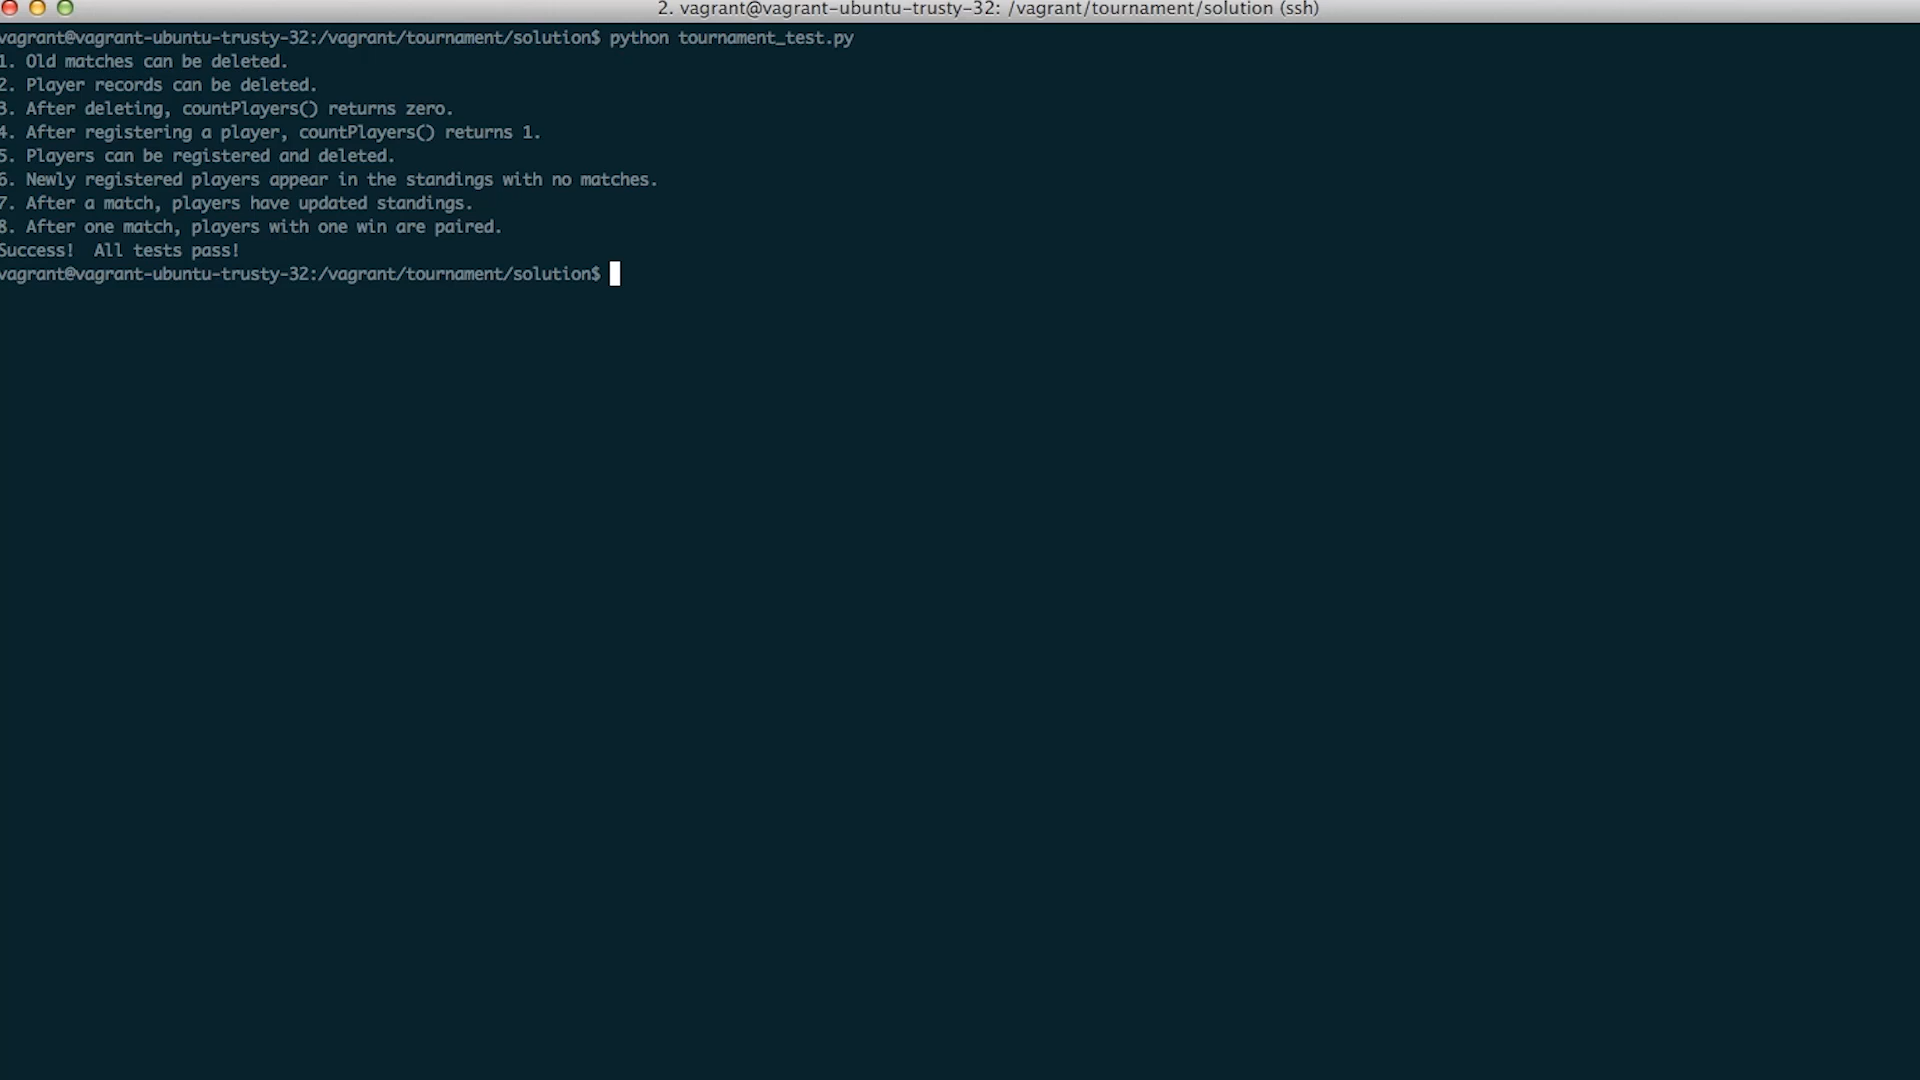 2. vagrant@vagrant-ubuntu-trusty-32: /vagrant/tournament/solution (ssh)
vagrant@vagrant-ubuntu-trusty-32:/vagrant/tournament/solution$ python tournament_test.py
1. Old matches can be deleted.
2. Player records can be deleted.
3. After deleting, countPlayers() returns zero.
4. After registering a player, countPlayers() returns 1.
5. Players can be registered and deleted.
6. Newly registered players appear in the standings with no matches.
7. After a match, players have updated standings.
8. After one match, players with one win are paired.
Success!  All tests pass!
vagrant@vagrant-ubuntu-trusty-32:/vagrant/tournament/solution$